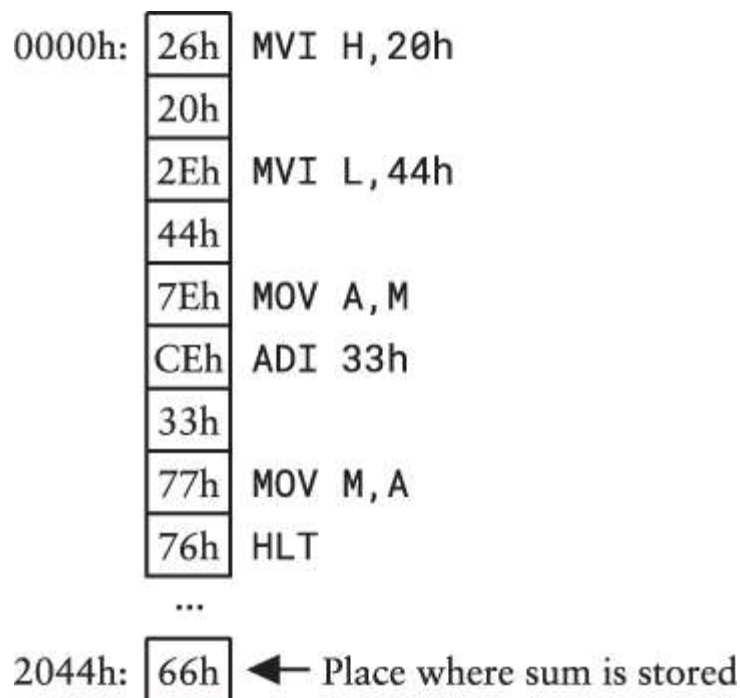 0000h: 26h MVI H,20h
20h
2Eh MVI L,44h
44h
7Eh MOV A,M
CEh ADI 33h
33h
77h MOV M,A
76h HLT
...
2044h: 66h Place where sum is stored